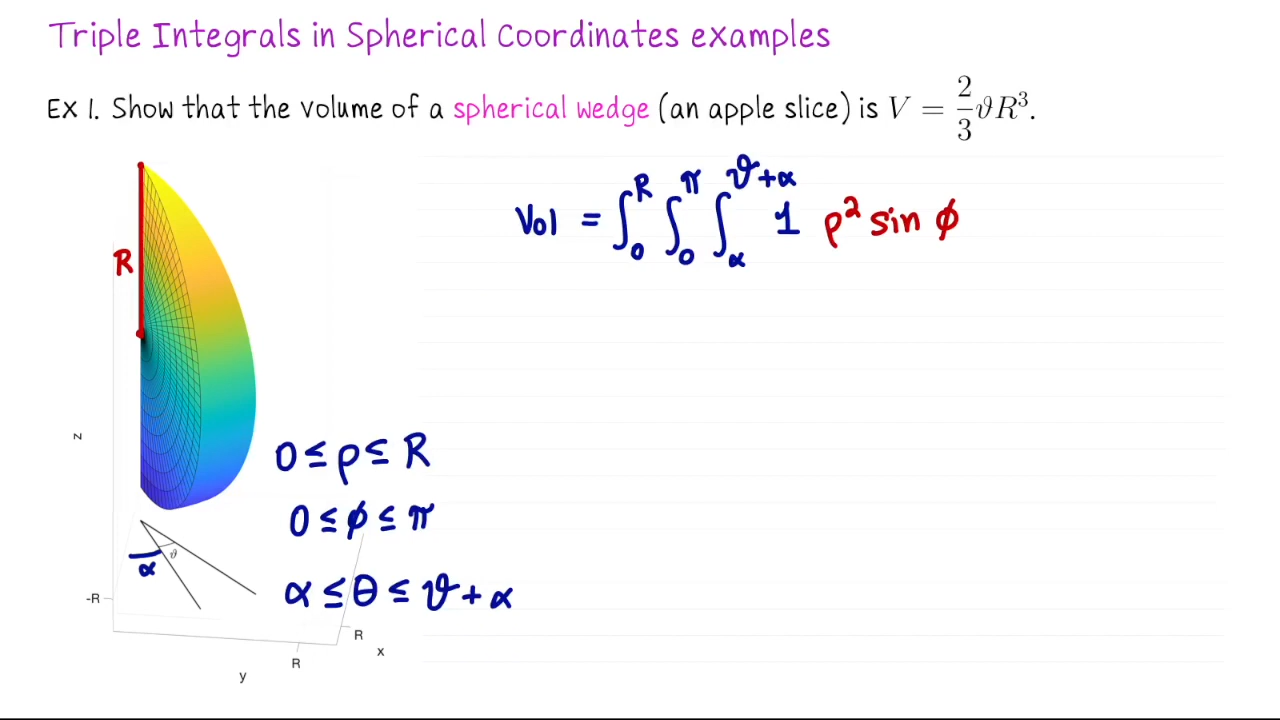 Triple Integrals in Spherical Coordinates examples
Ex 1. Show that the volume of a spherical wedge (an apple slice) is V = 2/3 ϑR³.
Vol = ∫₀^R ∫₀^π ∫_α^(ϑ+α) 1 ρ² sin ϕ
R
z
0 ≤ ρ ≤ R
0 ≤ ϕ ≤ π
ϑ
α
α ≤ θ ≤ ϑ + α
-R
R
x
R
y